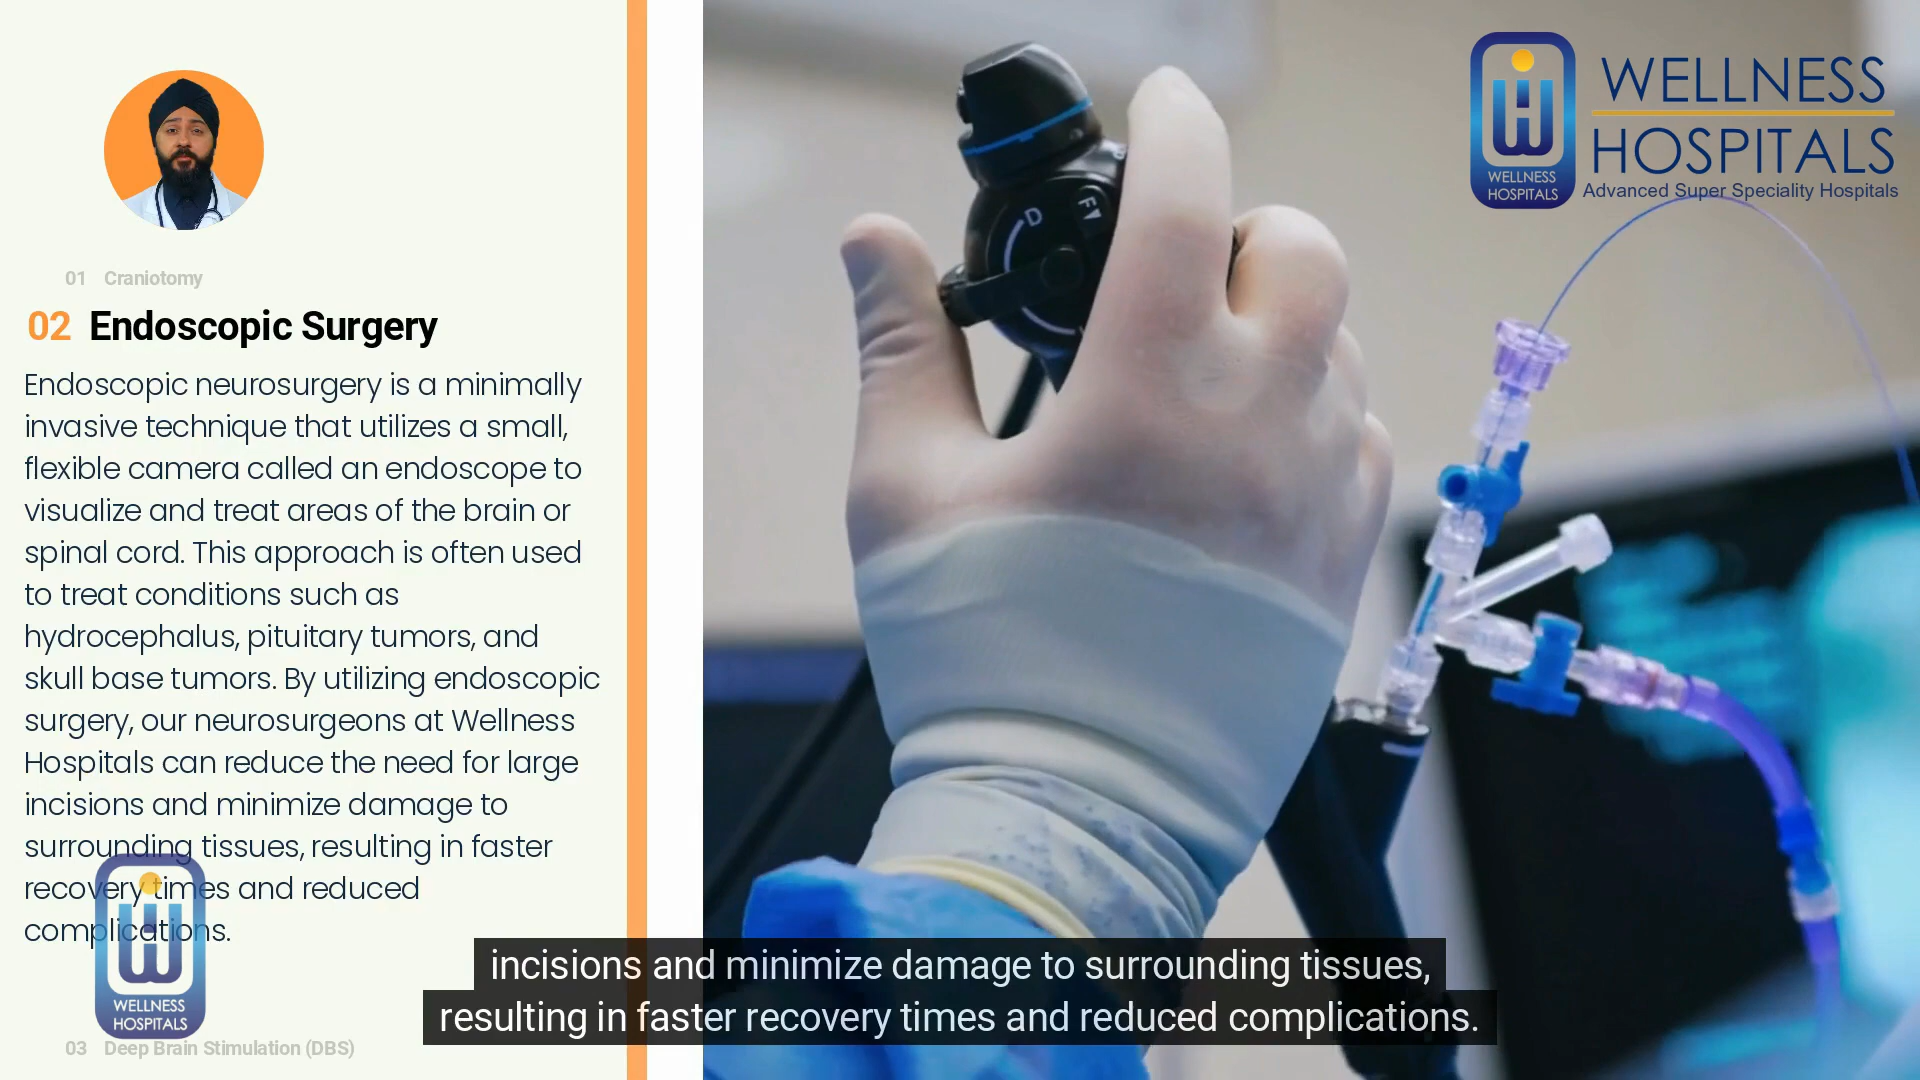 WELLNESS
HOSPITALS
Advanced Super Speciality Hospitals
WELLNESS
HOSPITALS
D
F
01 Craniotomy
02 Endoscopic Surgery
Endoscopic neurosurgery is a minimally
invasive technique that utilizes a small,
flexible camera called an endoscope to
visualize and treat areas of the brain or
spinal cord. This approach is often used
to treat conditions such as
hydrocephalus, pituitary tumors, and
skull base tumors. By utilizing endoscopic
surgery, our neurosurgeons at Wellness
Hospitals can reduce the need for large
incisions and minimize damage to
surrounding tissues, resulting in faster
recovery times and reduced
complications.
WELLNESS
HOSPITALS
03 Deep Brain Stimulation (DBS)
incisions and minimize damage to surrounding tissues,
resulting in faster recovery times and reduced complications.